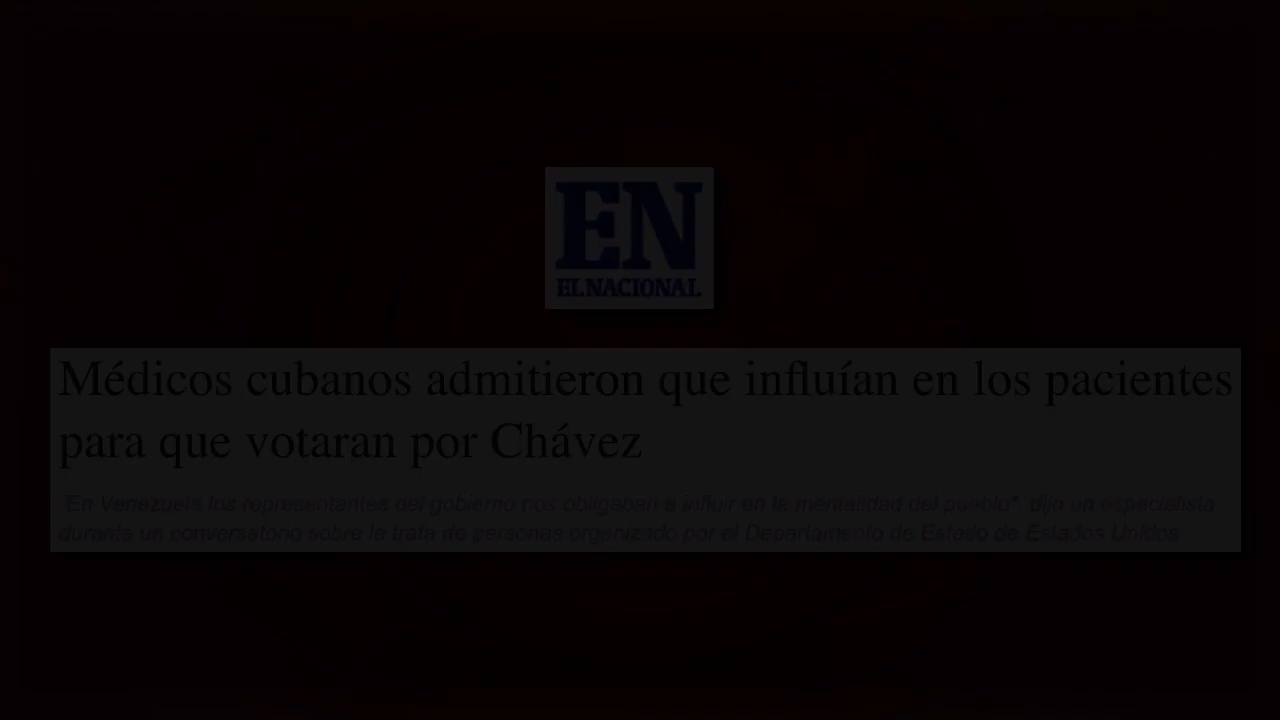 EN
EL NACIONAL
Médicos cubanos admitieron que influían en los pacientes
para que votaran por Chávez
"En Venezuela los representantes del gobierno nos obligaban a influir en la mentalidad del pueblo", dijo un especialista
durante un conversatorio sobre la trata de personas organizado por el Departamento de Estado de Estados Unidos